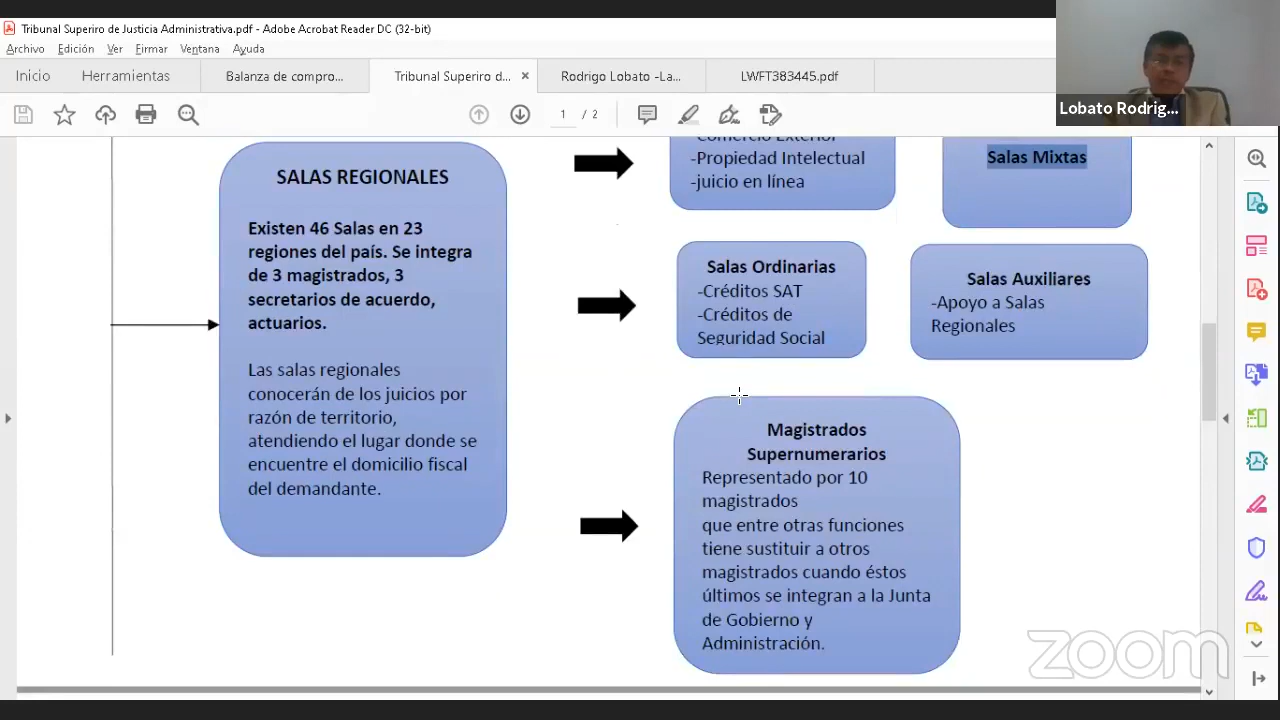 Tribunal Superiro de Justicia Administrativa.pdf - Adobe Acrobat Reader DC (32-bit)
Archivo Edición Ver Firmar Ventana Ayuda
Inicio Herramientas Balanza de compro... Tribunal Superiro d... × Rodrigo Lobato -La... LWFT383445.pdf
1 / 2
Lobato Rodrig...
SALAS REGIONALES
Existen 46 Salas en 23
regiones del país. Se integra
de 3 magistrados, 3
secretarios de acuerdo,
actuarios.
Las salas regionales
conocerán de los juicios por
razón de territorio,
atendiendo el lugar donde se
encuentre el domicilio fiscal
del demandante.
-Comercio Exterior
-Propiedad Intelectual
-juicio en línea
Salas Mixtas
Salas Ordinarias
-Créditos SAT
-Créditos de
Seguridad Social
Salas Auxiliares
-Apoyo a Salas
Regionales
Magistrados
Supernumerarios
Representado por 10
magistrados
que entre otras funciones
tiene sustituir a otros
magistrados cuando éstos
últimos se integran a la Junta
de Gobierno y
Administración.
zoom